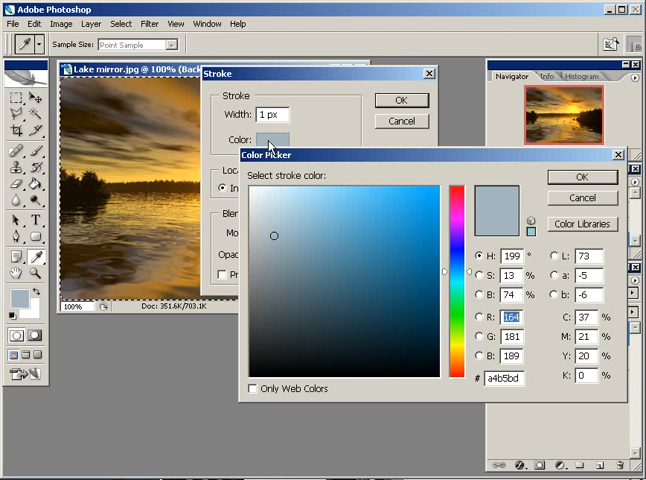 Adobe Photoshop
File Edit Image Layer Select Filter View Window Help
Sample Size: Point Sample
Lake mirror.jpg @ 100% (Back
Stroke
Navigator Info Histogram
Stroke
Width: 1 px
OK
Cancel
Color:
Color Picker
Select stroke color:
OK
Cancel
Color Libraries
H: 199 °
L: 73
S: 13 %
a: -5
B: 74 %
b: -6
R: 164
C: 37 %
G: 181
M: 21 %
B: 189
Y: 20 %
# a4b5bd
K: 0 %
Only Web Colors
100%
Doc: 351.6K/703.1K